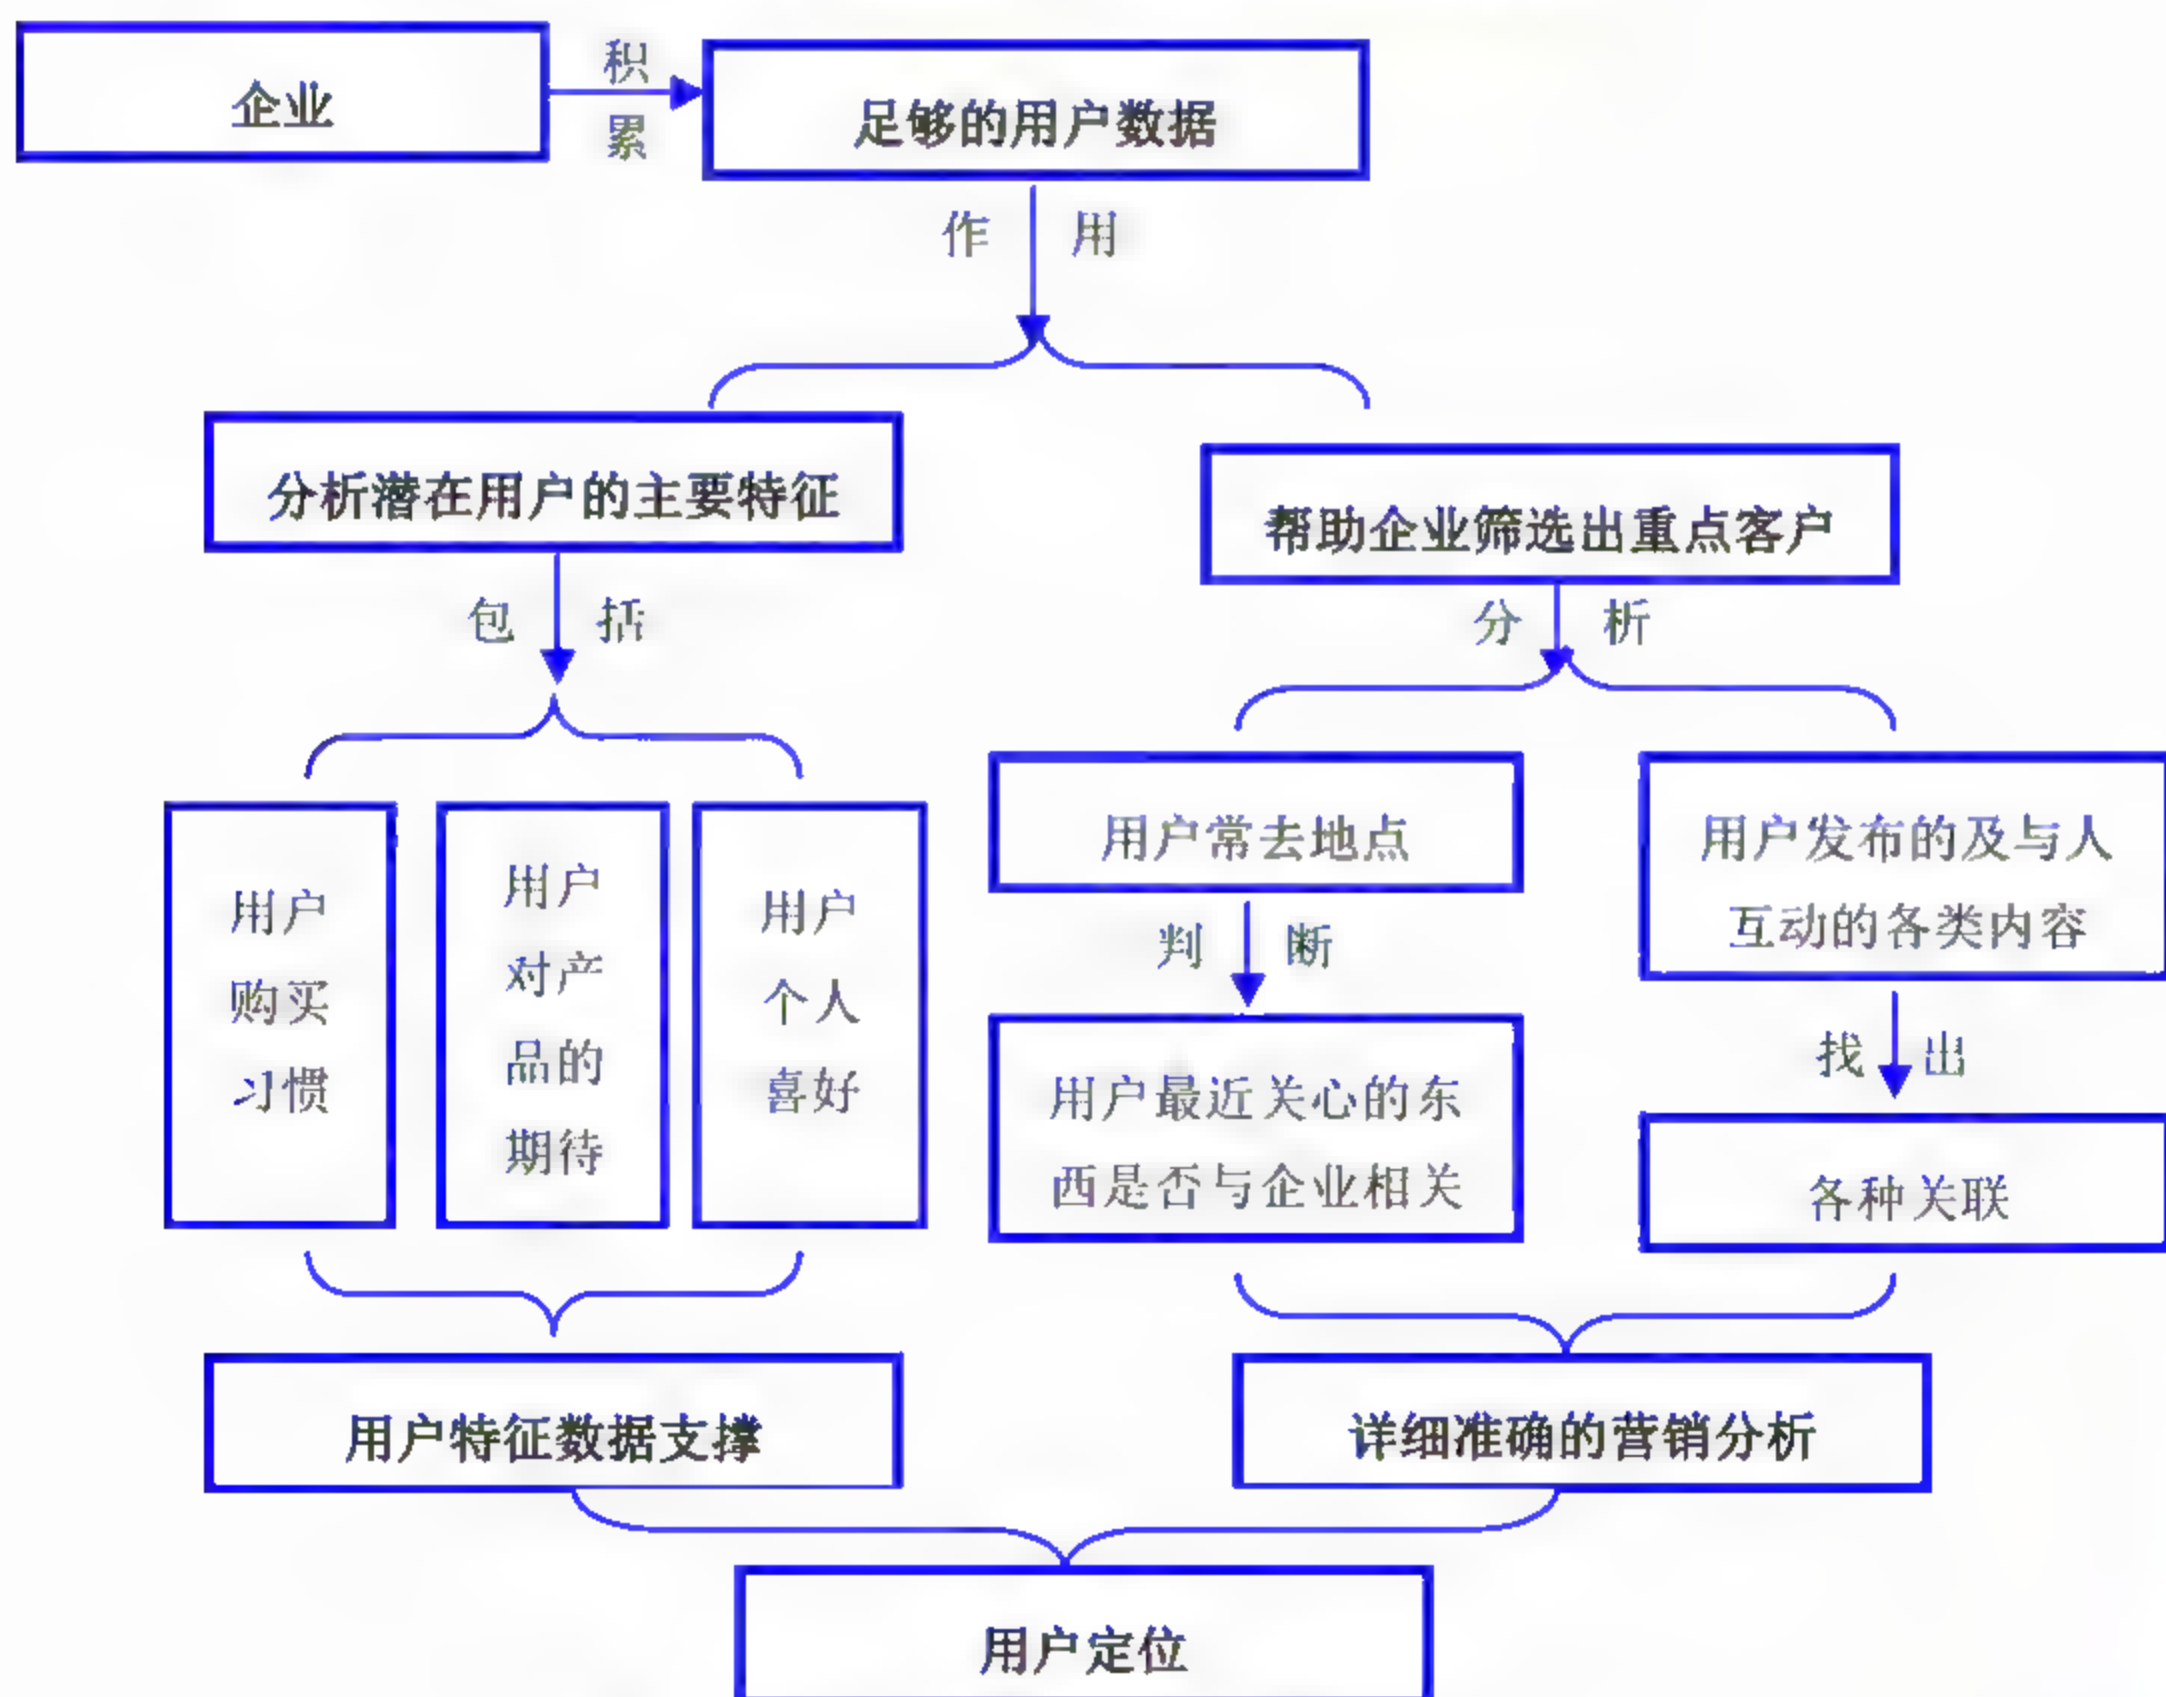 企业
积
累
足够的用户数据
作 用
分析潜在用户的主要特征
帮助企业筛选出重点客户
包 括
分 析
用户
购买
习惯
用户
对产
品的
期待
用户
个人
喜好
用户常去地点
判 断
用户最近关心的东
西是否与企业相关
用户发布的及与人
互动的各类内容
找 出
各种关联
用户特征数据支撑
详细准确的营销分析
用户定位